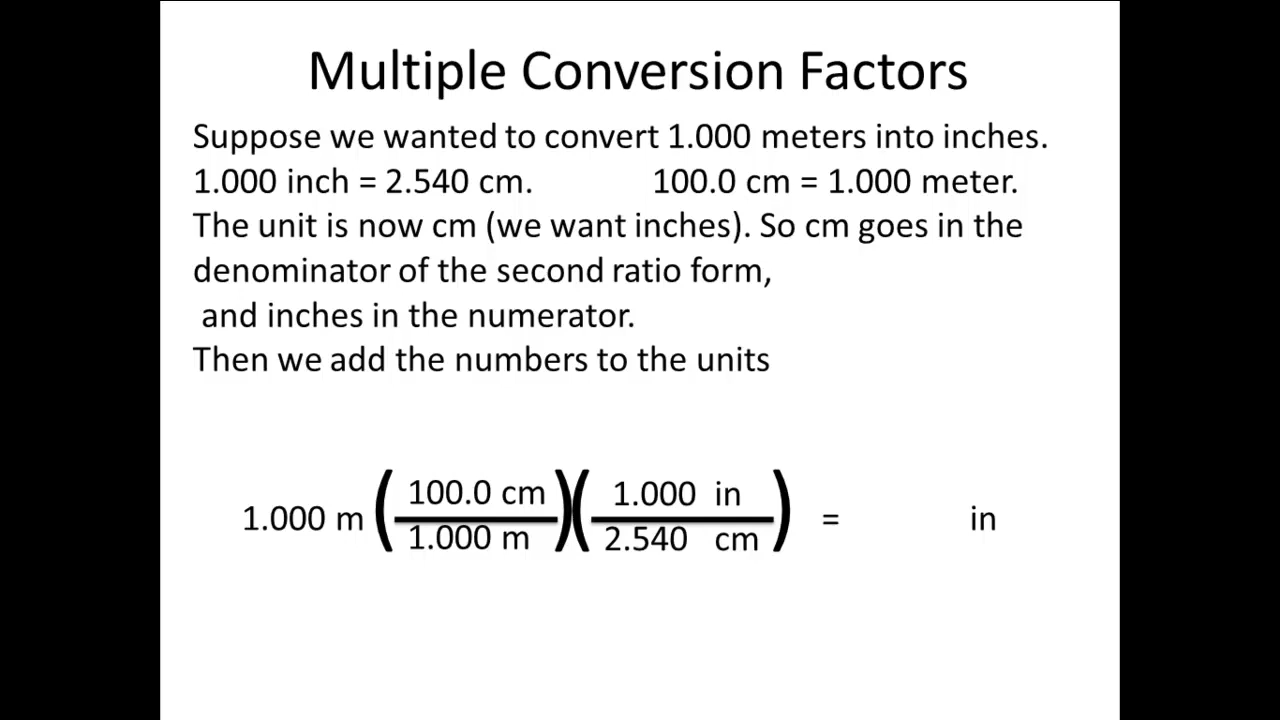 Multiple Conversion Factors
Suppose we wanted to convert 1.000 meters into inches.
1.000 inch = 2.540 cm. 100.0 cm = 1.000 meter.
The unit is now cm (we want inches). So cm goes in the
denominator of the second ratio form,
and inches in the numerator.
Then we add the numbers to the units
1.000 m (100.0 cm / 1.000 m)(1.000 in / 2.540 cm) = in